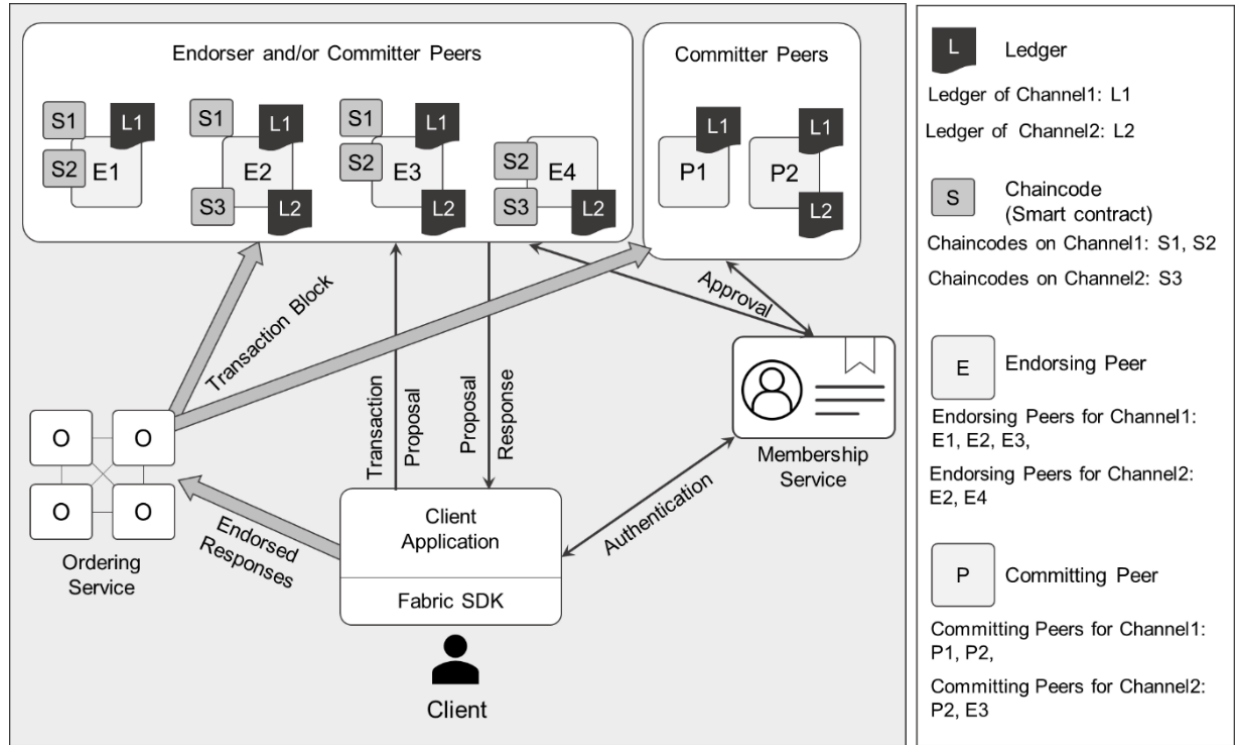 Endorser and/or Committer Peers
S1
L1
S2
E1
S1
L1
E2
S3
L2
S1
L1
S2
E3
L2
S2
E4
S3
L2
Committer Peers
L1
P1
L1
P2
L2
Transaction Block
Transaction
Proposal
Proposal
Response
Approval
Authentication
Endorsed
Responses
O
O
O
O
Ordering
Service
Client
Application
Fabric SDK
Client
Membership
Service
L
Ledger
Ledger of Channel1: L1
Ledger of Channel2: L2
S
Chaincode
(Smart contract)
Chaincodes on Channel1: S1, S2
Chaincodes on Channel2: S3
E
Endorsing Peer
Endorsing Peers for Channel1:
E1, E2, E3,
Endorsing Peers for Channel2:
E2, E4
P
Committing Peer
Committing Peers for Channel1:
P1, P2,
Committing Peers for Channel2:
P2, E3